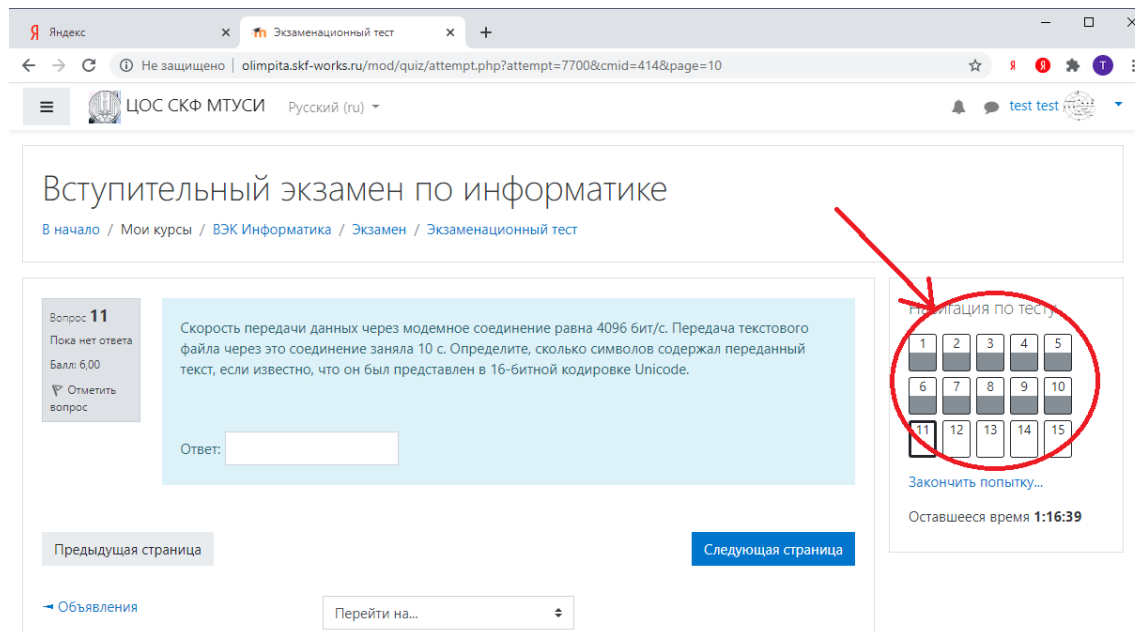 Яндекс
Экзаменационный тест
Не защищено | olimpita.skf-works.ru/mod/quiz/attempt.php?attempt=7700&cmid=414&page=10
ЦОС СКФ МТУСИ Русский (ru) test test
Вступительный экзамен по информатике
В начало / Мои курсы / ВЭК Информатика / Экзамен / Экзаменационный тест
Вопрос 11
Пока нет ответа
Балл: 6,00
Отметить
вопрос
Скорость передачи данных через модемное соединение равна 4096 бит/с. Передача текстового
файла через это соединение заняла 10 с. Определите, сколько символов содержал переданный
текст, если известно, что он был представлен в 16-битной кодировке Unicode.
Ответ:
Предыдущая страница
Следующая страница
Объявления
Перейти на...
Навигация по тесту
1 2 3 4 5
6 7 8 9 10
11 12 13 14 15
Закончить попытку...
Оставшееся время 1:16:39